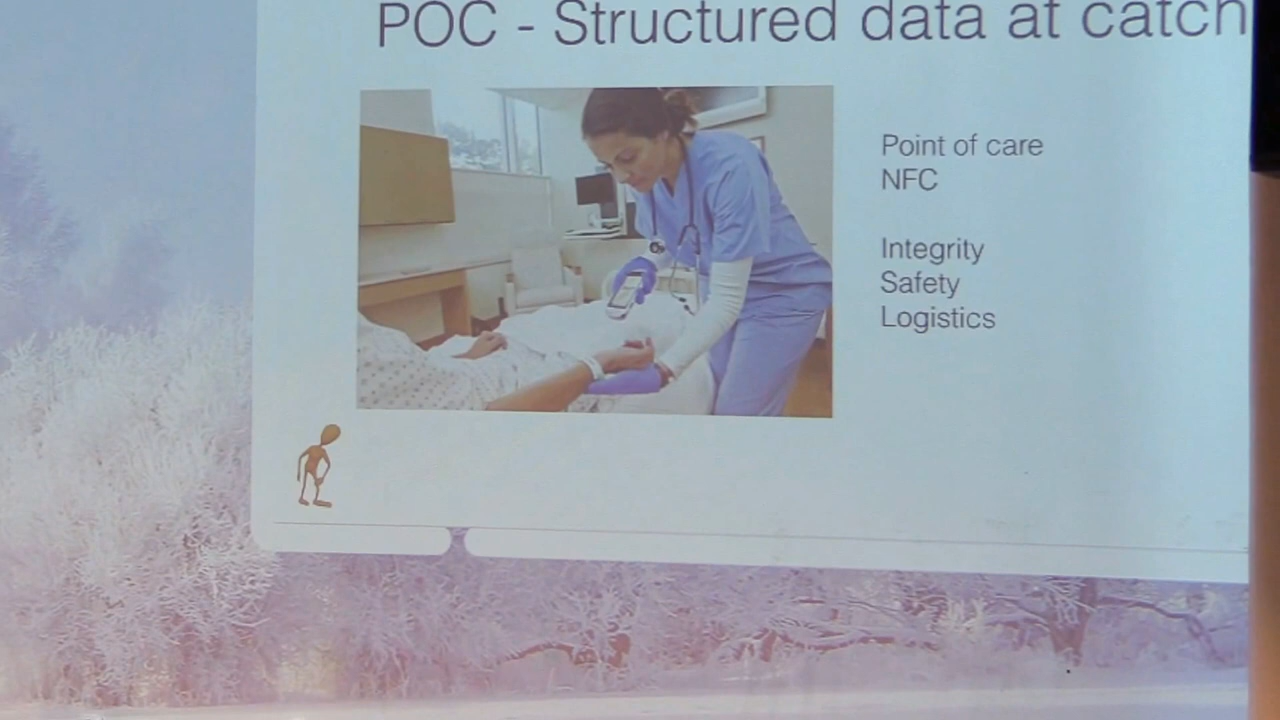 POC - Structured data at catch
Point of care
NFC
Integrity
Safety
Logistics